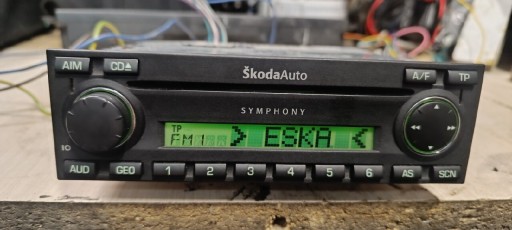 AIM CD ŠkodaAuto A/F TP
SYMPHONY
TP
FM1 > ESKA <
AUD GEO 1 2 3 4 5 6 AS SCN